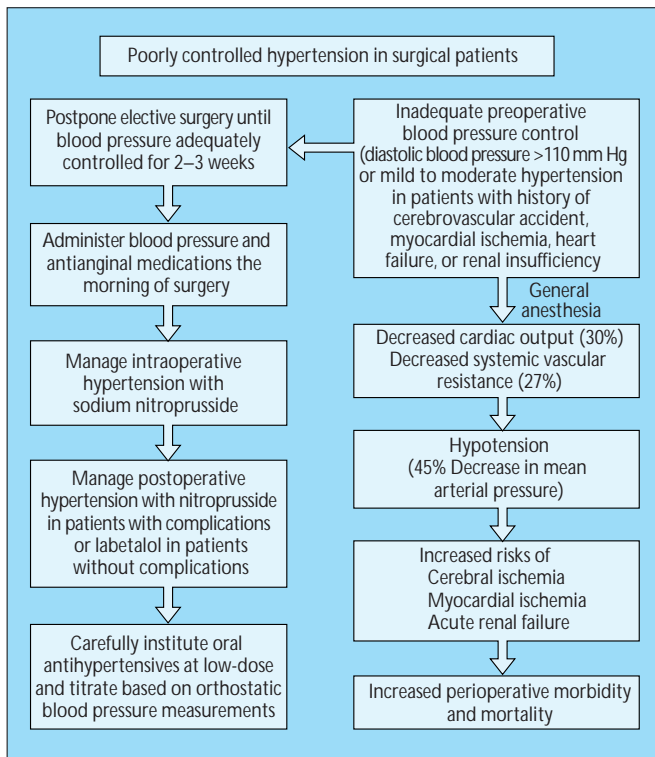 Poorly controlled hypertension in surgical patients
Postpone elective surgery until
blood pressure adequately
controlled for 2–3 weeks
Administer blood pressure and
antianginal medications the
morning of surgery
Manage intraoperative
hypertension with
sodium nitroprusside
Manage postoperative
hypertension with nitroprusside
in patients with complications
or labetalol in patients
without complications
Carefully institute oral
antihypertensives at low-dose
and titrate based on orthostatic
blood pressure measurements
Inadequate preoperative
blood pressure control
(diastolic blood pressure >110 mm Hg
or mild to moderate hypertension
in patients with history of
cerebrovascular accident,
myocardial ischemia, heart
failure, or renal insufficiency
General
anesthesia
Decreased cardiac output (30%)
Decreased systemic vascular
resistance (27%)
Hypotension
(45% Decrease in mean
arterial pressure)
Increased risks of
Cerebral ischemia
Myocardial ischemia
Acute renal failure
Increased perioperative morbidity
and mortality